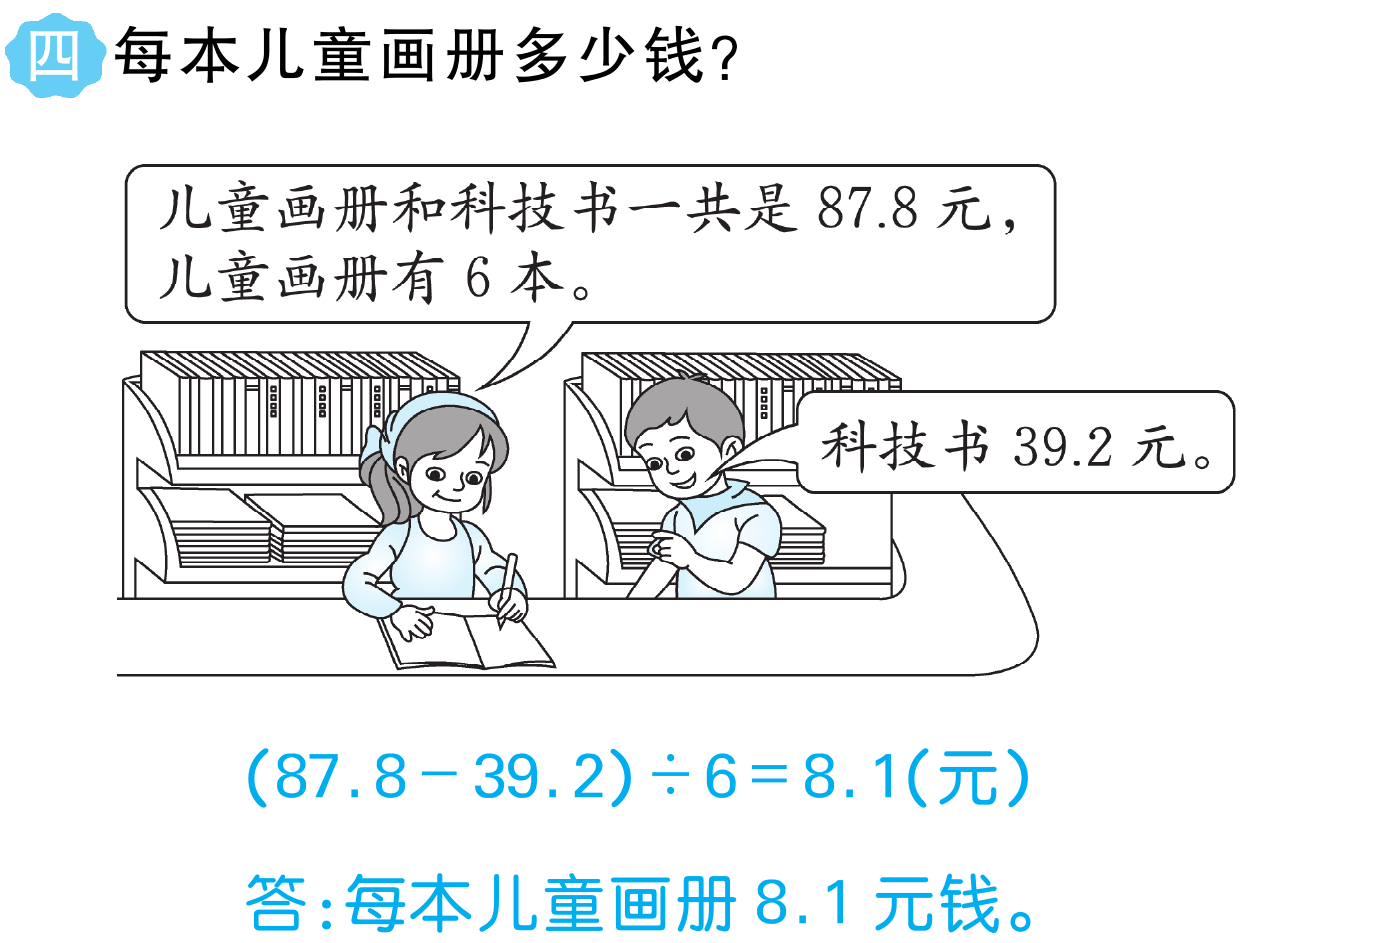 四 每本儿童画册多少钱?
儿童画册和科技书一共是 87.8 元,
儿童画册有 6 本。
科技书 39.2 元。
(87.8-39.2)÷6=8.1(元)
答:每本儿童画册 8.1 元钱。